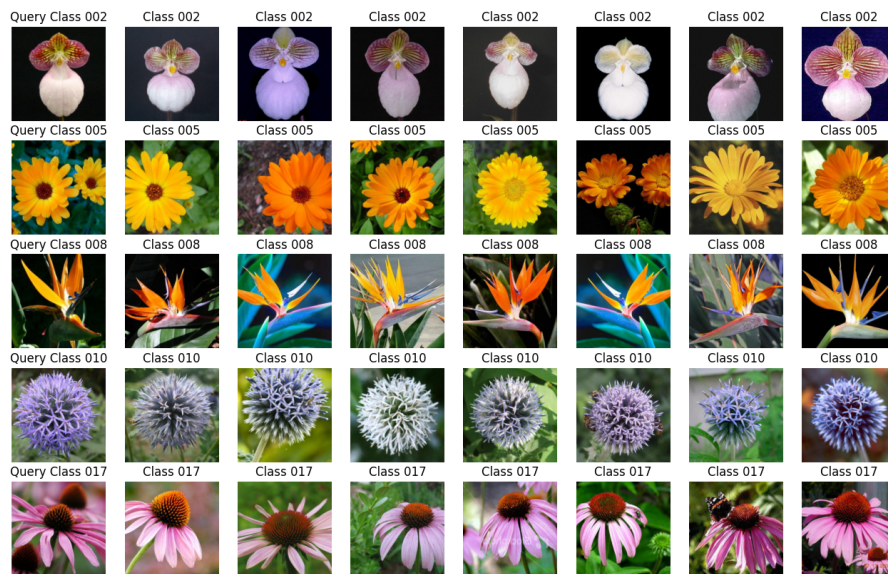 Query Class 002 Class 002 Class 002 Class 002 Class 002 Class 002 Class 002 Class 002
Query Class 005 Class 005 Class 005 Class 005 Class 005 Class 005 Class 005 Class 005
Query Class 008 Class 008 Class 008 Class 008 Class 008 Class 008 Class 008 Class 008
Query Class 010 Class 010 Class 010 Class 010 Class 010 Class 010 Class 010 Class 010
Query Class 017 Class 017 Class 017 Class 017 Class 017 Class 017 Class 017 Class 017